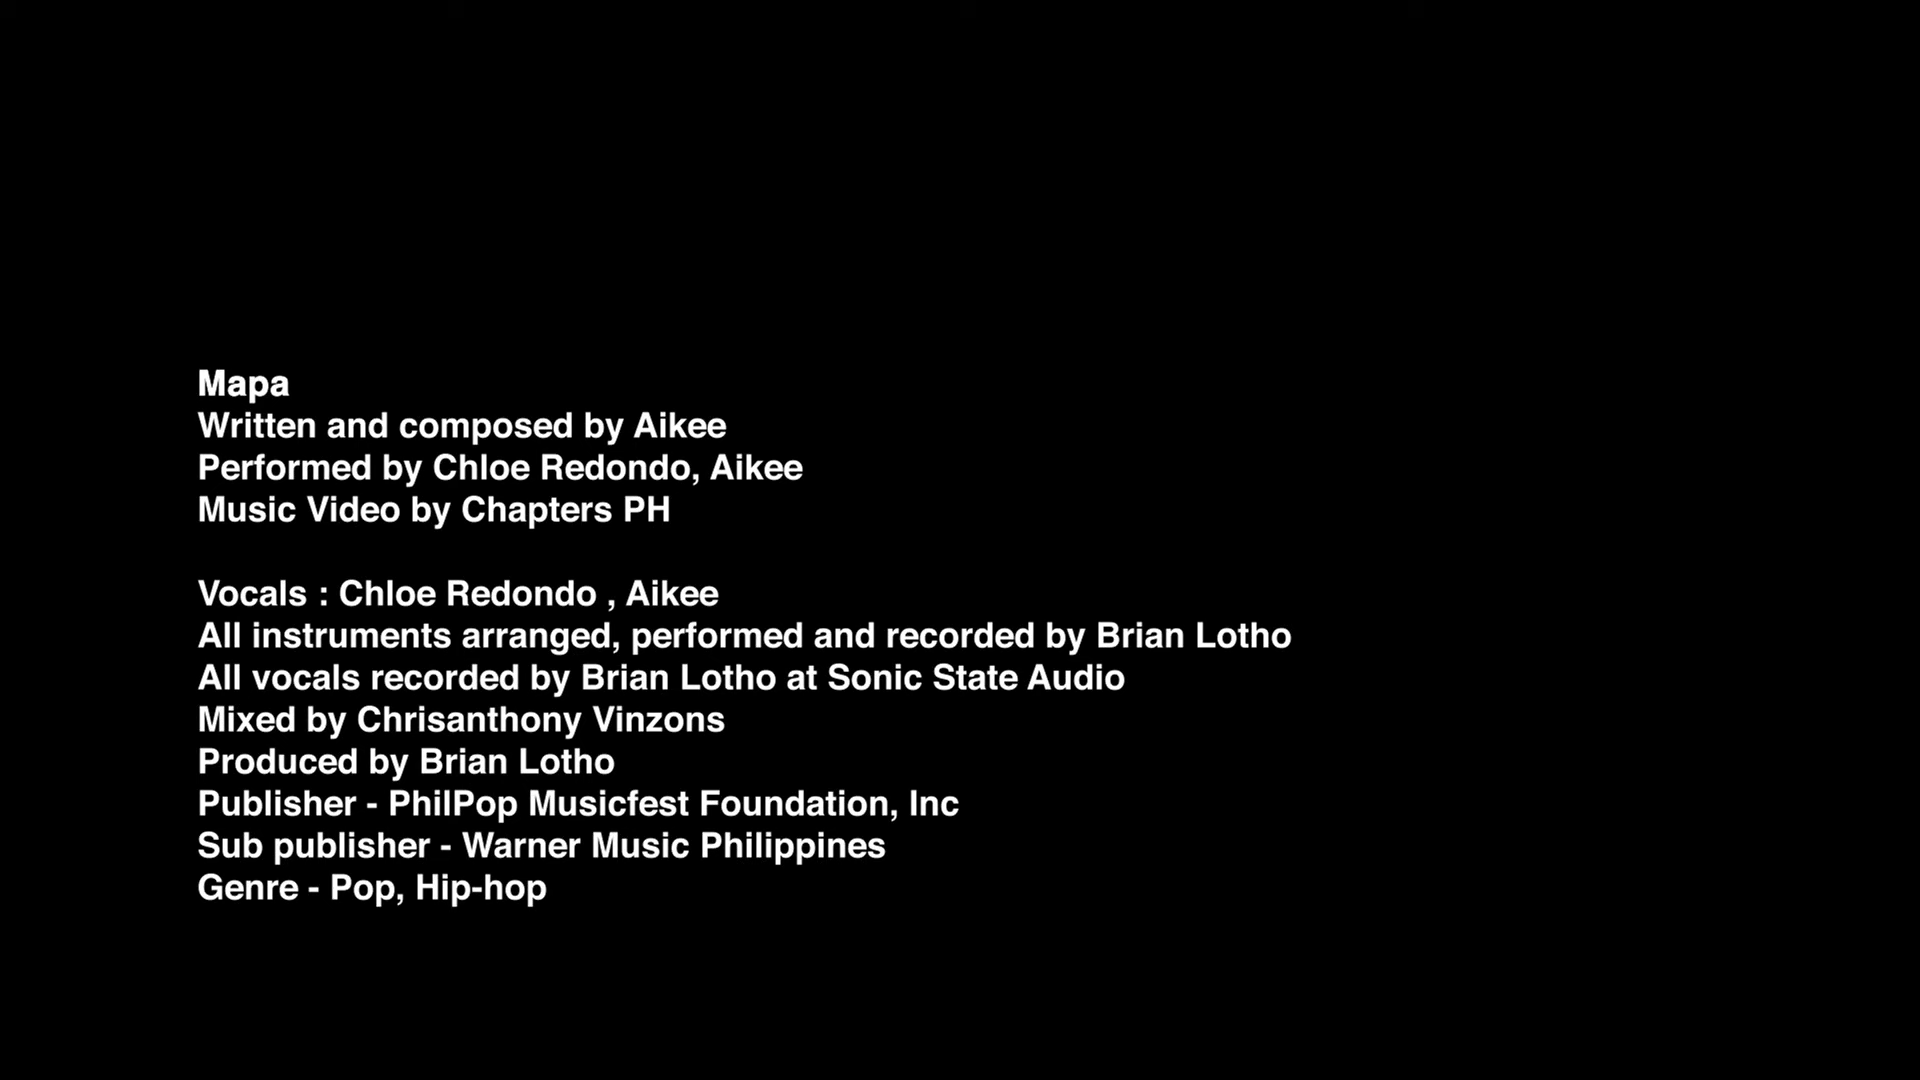 Mapa
Written and composed by Aikee
Performed by Chloe Redondo, Aikee
Music Video by Chapters PH
Vocals : Chloe Redondo , Aikee
All instruments arranged, performed and recorded by Brian Lotho
All vocals recorded by Brian Lotho at Sonic State Audio
Mixed by Chrisanthony Vinzons
Produced by Brian Lotho
Publisher - PhilPop Musicfest Foundation, Inc
Sub publisher - Warner Music Philippines
Genre - Pop, Hip-hop